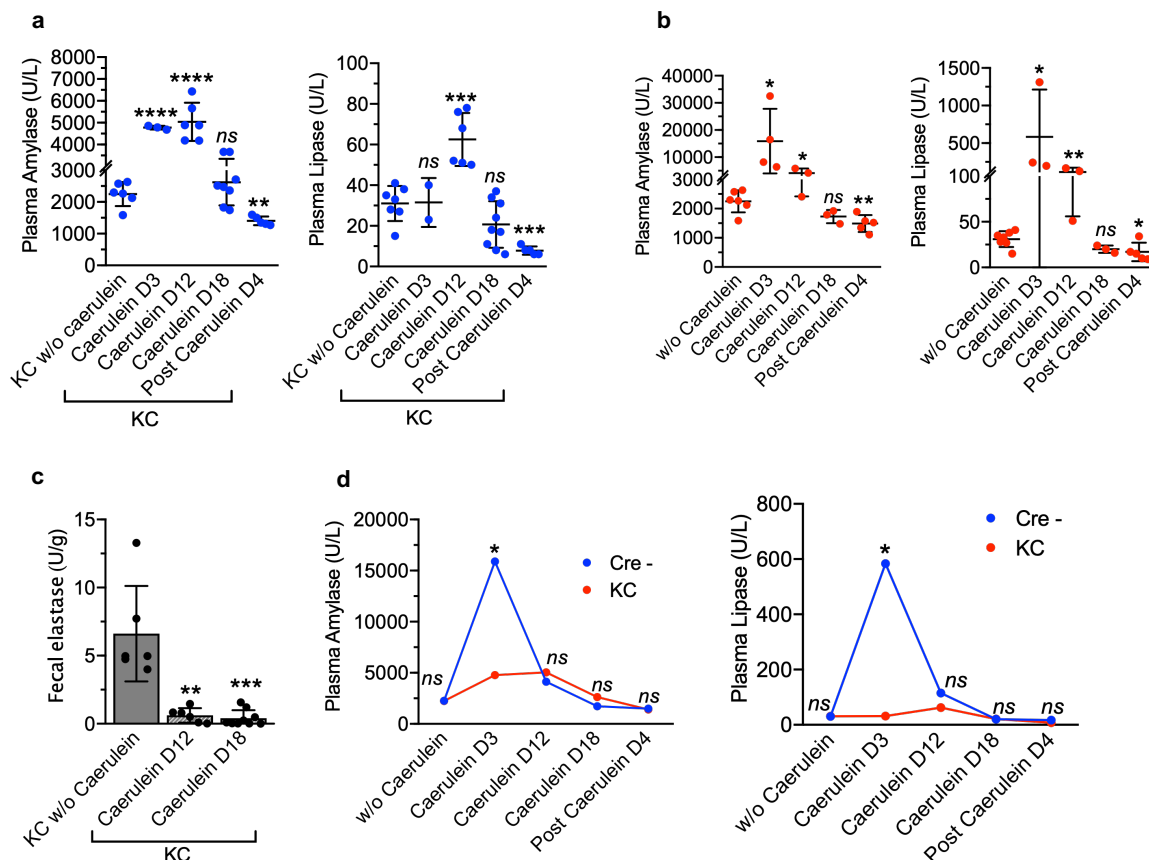 a
Plasma Amylase (U/L)
8000
7000
6000
5000
4000
3000
2000
1000
0
****
****
ns
**
KC w/o caerulein
Caerulein D3
Caerulein D12
Caerulein D18
Post Caerulein D4
KC
Plasma Lipase (U/L)
100
80
60
40
20
0
ns
***
ns
***
KC w/o Caerulein
Caerulein D3
Caerulein D12
Caerulein D18
Post Caerulein D4
KC
b
Plasma Amylase (U/L)
40000
30000
20000
10000
3000
2000
1000
0
*
*
ns
**
w/o Caerulein
Caerulein D3
Caerulein D12
Caerulein D18
Post Caerulein D4
Plasma Lipase (U/L)
1500
1000
500
100
50
0
*
**
ns
*
w/o Caerulein
Caerulein D3
Caerulein D12
Caerulein D18
Post Caerulein D4
c
Fecal elastase (U/g)
15
10
5
0
**
***
KC w/o Caerulein
Caerulein D12
Caerulein D18
KC
d
Plasma Amylase (U/L)
20000
15000
10000
5000
0
ns
*
ns
ns
ns
Cre -
KC
w/o Caerulein
Caerulein D3
Caerulein D12
Caerulein D18
Post Caerulein D4
Plasma Lipase (U/L)
800
600
400
200
0
ns
*
ns
ns
ns
Cre -
KC
w/o Caerulein
Caerulein D3
Caerulein D12
Caerulein D18
Post Caerulein D4